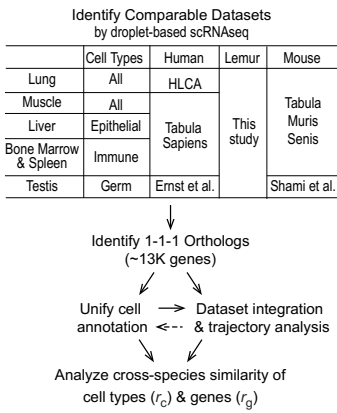 Identify Comparable Datasets
by droplet-based scRNAseq
Cell Types Human Lemur Mouse
Lung All HLCA
Muscle All
Liver Epithelial
Bone Marrow
& Spleen
Immune
Tabula
Sapiens
This
study
Tabula
Muris
Senis
Testis Germ Ernst et al. Shami et al.
Identify 1-1-1 Orthologs
(~13K genes)
Unify cell
annotation
Dataset integration
& trajectory analysis
Analyze cross-species similarity of
cell types (rc) & genes (rg)